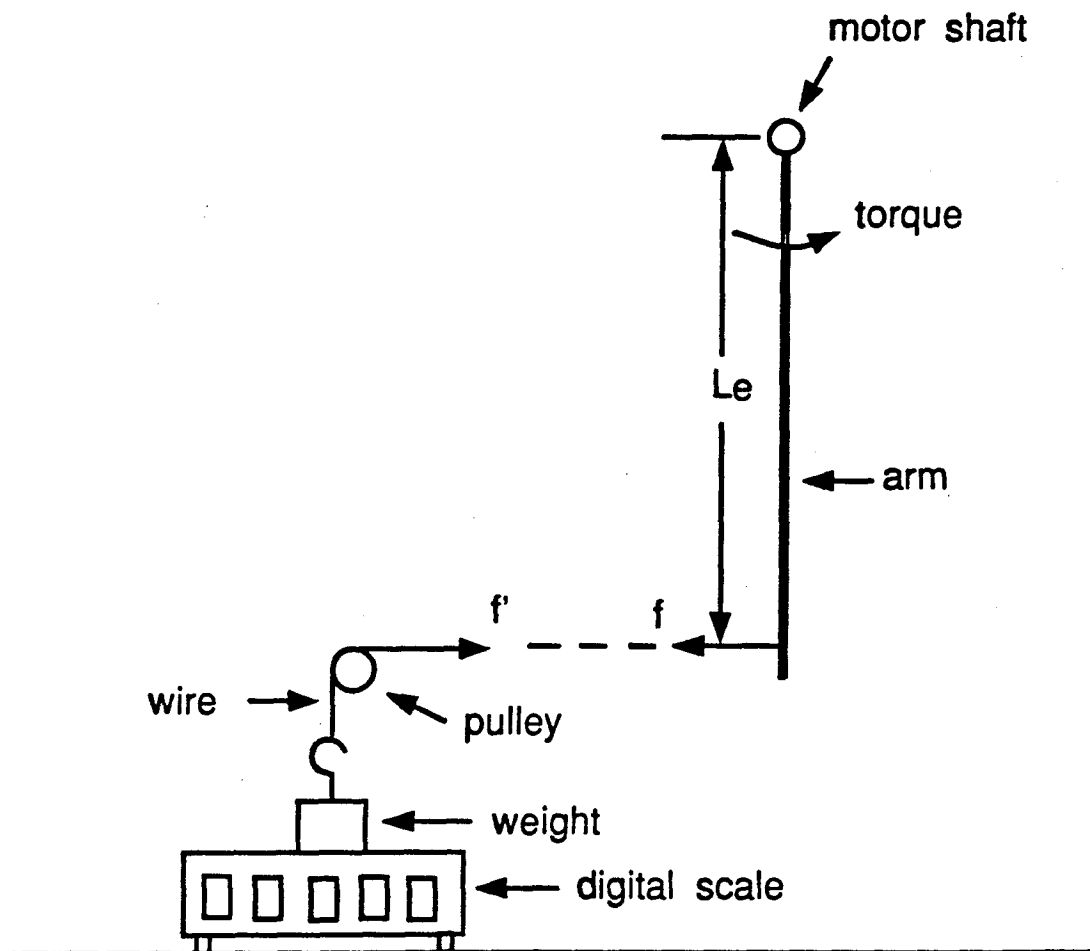 motor shaft
torque
Le
arm
f' f
wire
pulley
weight
digital scale